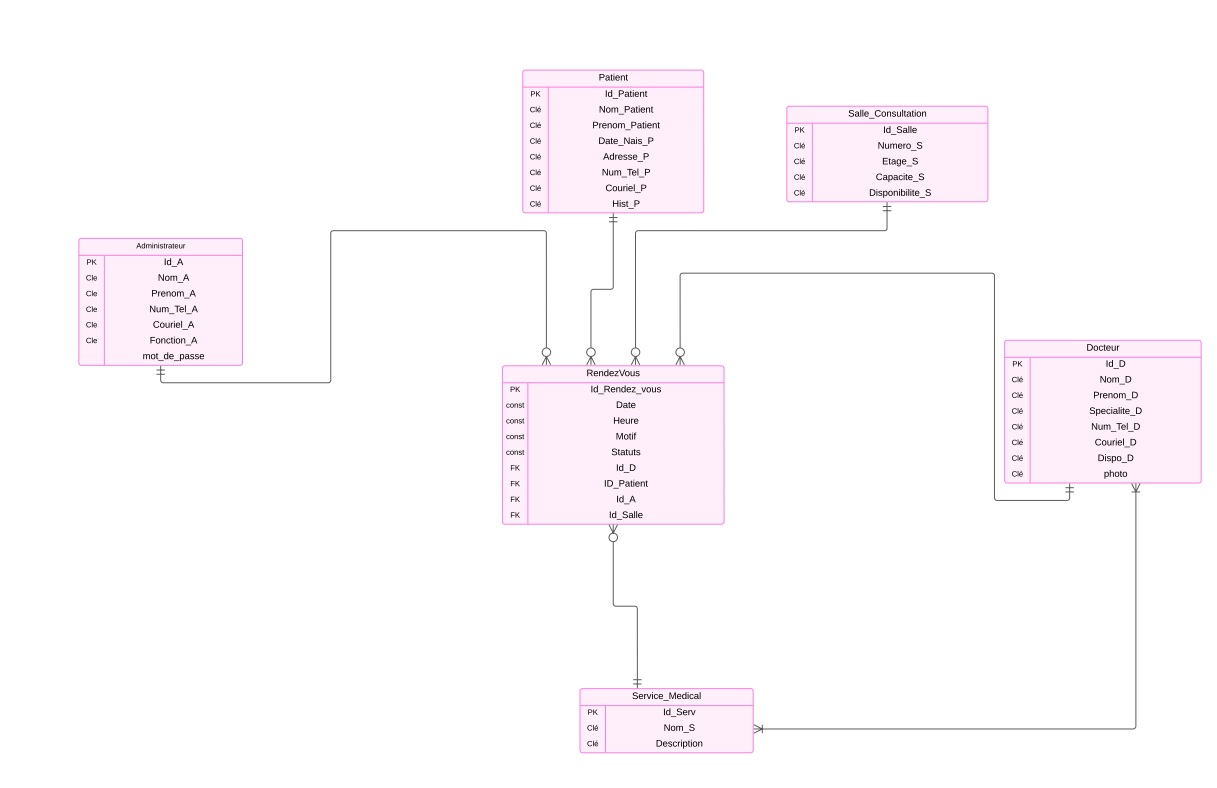 Patient
PK Id_Patient
Clé Nom_Patient
Clé Prenom_Patient
Clé Date_Nais_P
Clé Adresse_P
Clé Num_Tel_P
Clé Couriel_P
Clé Hist_P
Salle_Consultation
PK Id_Salle
Clé Numero_S
Clé Etage_S
Clé Capacite_S
Clé Disponibilite_S
Administrateur
PK Id_A
Cle Nom_A
Cle Prenom_A
Cle Num_Tel_A
Cle Couriel_A
Cle Fonction_A
mot_de_passe
RendezVous
PK Id_Rendez_vous
const Date
const Heure
const Motif
const Statuts
FK Id_D
FK ID_Patient
FK Id_A
FK Id_Salle
Docteur
PK Id_D
Clé Nom_D
Clé Prenom_D
Clé Specialite_D
Clé Num_Tel_D
Clé Couriel_D
Clé Dispo_D
Clé photo
Service_Medical
PK Id_Serv
Clé Nom_S
Clé Description